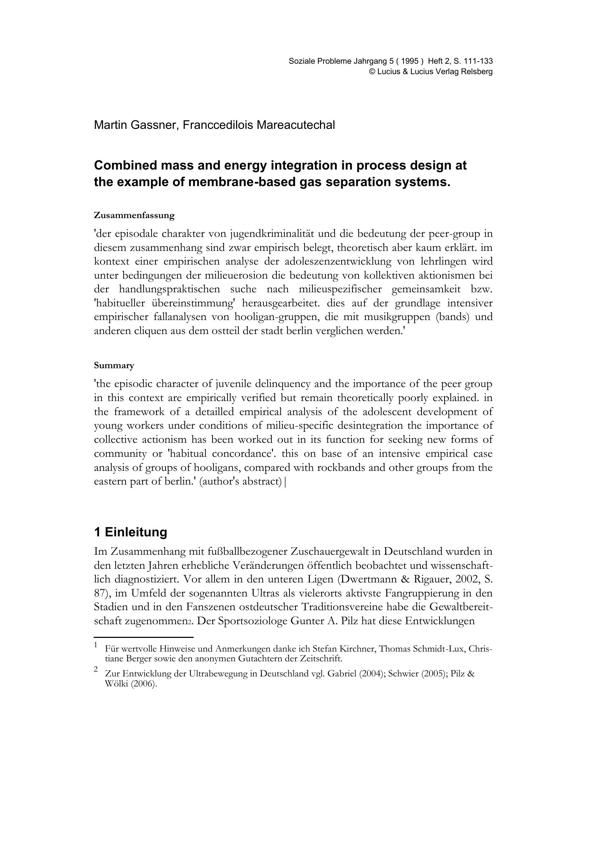 Soziale Probleme Jahrgang 5 ( 1995 ) Heft 2, S. 111-133
© Lucius & Lucius Verlag Relsberg
Martin Gassner, Franccedilois Mareacutechal
Combined mass and energy integration in process design at
the example of membrane-based gas separation systems.
Zusammenfassung
'der episodale charakter von jugendkriminalität und die bedeutung der peer-group in
diesem zusammenhang sind zwar empirisch belegt, theoretisch aber kaum erklärt. im
kontext einer empirischen analyse der adoleszenzentwicklung von lehrlingen wird
unter bedingungen der milieuerosion die bedeutung von kollektiven aktionismen bei
der handlungspraktischen suche nach milieuspezifischer gemeinsamkeit bzw.
'habitueller übereinstimmung' herausgearbeitet. dies auf der grundlage intensiver
empirischer fallanalysen von hooligan-gruppen, die mit musikgruppen (bands) und
anderen cliquen aus dem ostteil der stadt berlin verglichen werden.'
Summary
'the episodic character of juvenile delinquency and the importance of the peer group
in this context are empirically verified but remain theoretically poorly explained. in
the framework of a detailled empirical analysis of the adolescent development of
young workers under conditions of milieu-specific desintegration the importance of
collective actionism has been worked out in its function for seeking new forms of
community or 'habitual concordance'. this on base of an intensive empirical case
analysis of groups of hooligans, compared with rockbands and other groups from the
eastern part of berlin.' (author's abstract)|
1 Einleitung
Im Zusammenhang mit fußballbezogener Zuschauergewalt in Deutschland wurden in
den letzten Jahren erhebliche Veränderungen öffentlich beobachtet und wissenschaft-
lich diagnostiziert. Vor allem in den unteren Ligen (Dwertmann & Rigauer, 2002, S.
87), im Umfeld der sogenannten Ultras als vielerorts aktivste Fangruppierung in den
Stadien und in den Fanszenen ostdeutscher Traditionsvereine habe die Gewaltbereit-
schaft zugenommen2. Der Sportsoziologe Gunter A. Pilz hat diese Entwicklungen
1 Für wertvolle Hinweise und Anmerkungen danke ich Stefan Kirchner, Thomas Schmidt-Lux, Chris-
tiane Berger sowie den anonymen Gutachtern der Zeitschrift.
2 Zur Entwicklung der Ultrabewegung in Deutschland vgl. Gabriel (2004); Schwier (2005); Pilz &
Wölki (2006).